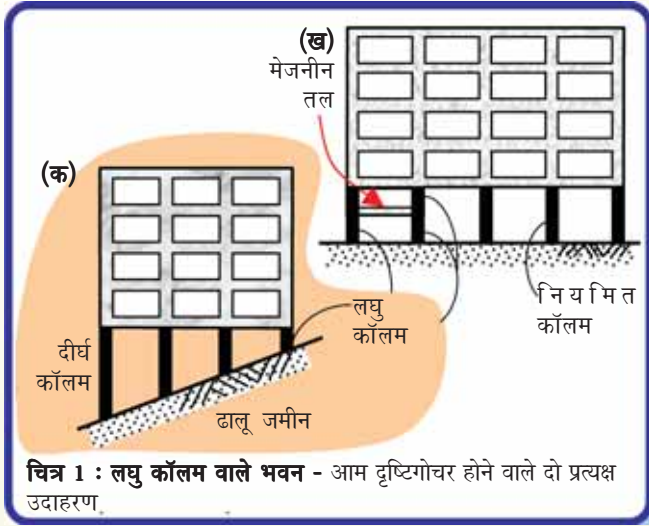 (ख)
मेजनीन
तल
(क)
लघु
कॉलम
नियमित
कॉलम
दीर्घ
कॉलम
ढालू जमीन
चित्र 1 : लघु कॉलम वाले भवन - आम दृष्टिगोचर होने वाले दो प्रत्यक्ष
उदाहरण